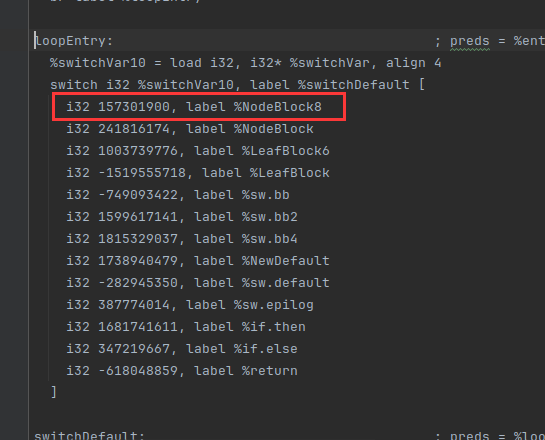 loopEntry: ; preds = %ent
%switchVar10 = load i32, i32* %switchVar, align 4
switch i32 %switchVar10, label %switchDefault [
i32 157301900, label %NodeBlock8
i32 241816174, label %NodeBlock
i32 1003739776, label %LeafBlock6
i32 -1519555718, label %LeafBlock
i32 -749093422, label %sw.bb
i32 1599617141, label %sw.bb2
i32 1815329037, label %sw.bb4
i32 1738940479, label %NewDefault
i32 -282945350, label %sw.default
i32 387774014, label %sw.epilog
i32 1681741611, label %if.then
i32 347219667, label %if.else
i32 -618048859, label %return
]
switchDefault: ; preds = %loo